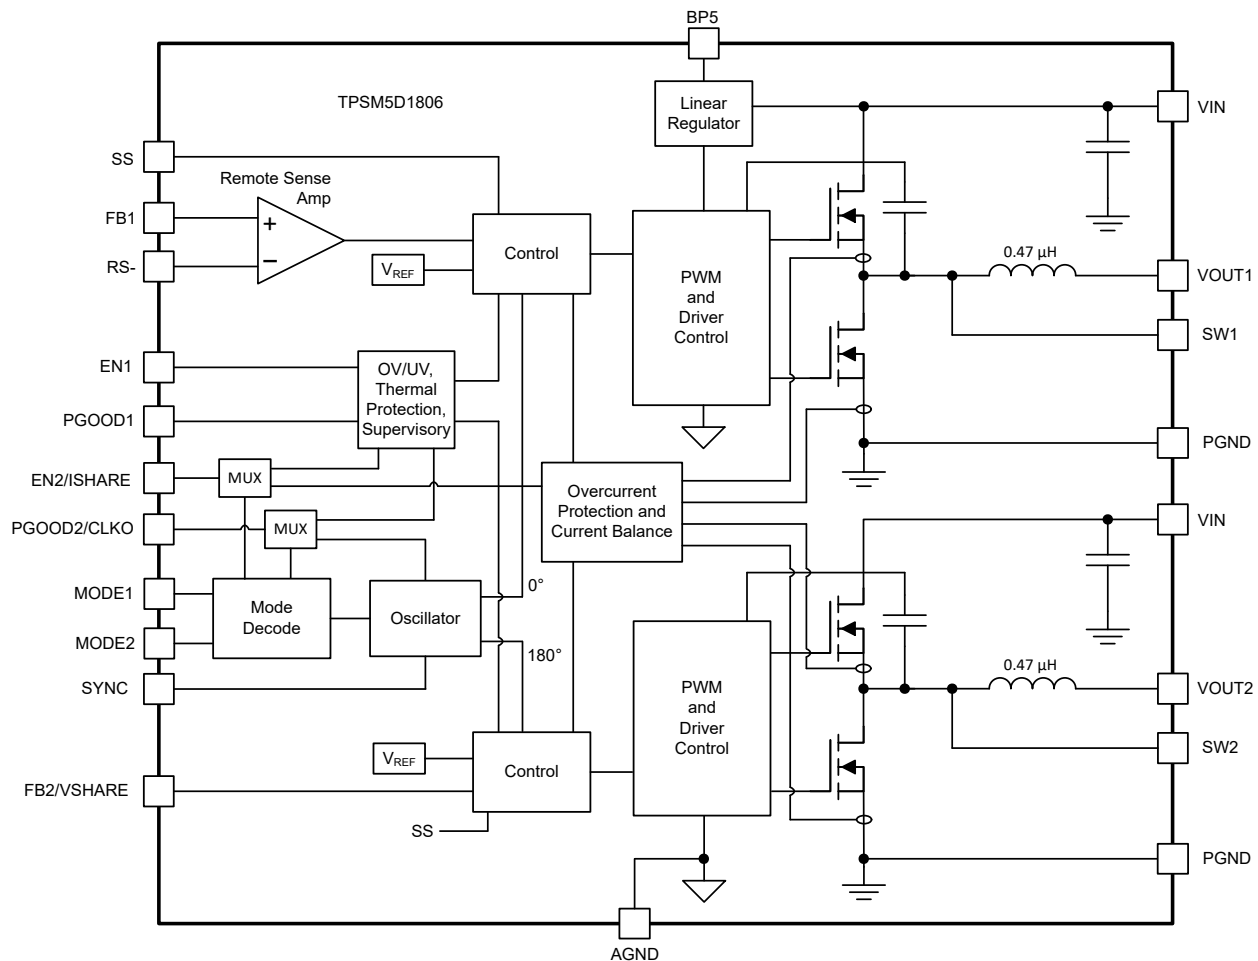 BP5
TPSM5D1806
Linear
Regulator
VIN
SS
Remote Sense
Amp
FB1
+
RS-
−
VREF
Control
PWM
and
Driver
Control
0.47 µH
VOUT1
SW1
EN1
PGOOD1
OV/UV,
Thermal
Protection,
Supervisory
PGND
EN2/ISHARE
MUX
PGOOD2/CLKO
MUX
Overcurrent
Protection and
Current Balance
VIN
MODE1
MODE2
Mode
Decode
Oscillator
0°
180°
SYNC
PWM
and
Driver
Control
0.47 µH
VOUT2
SW2
VREF
Control
FB2/VSHARE
SS
PGND
AGND